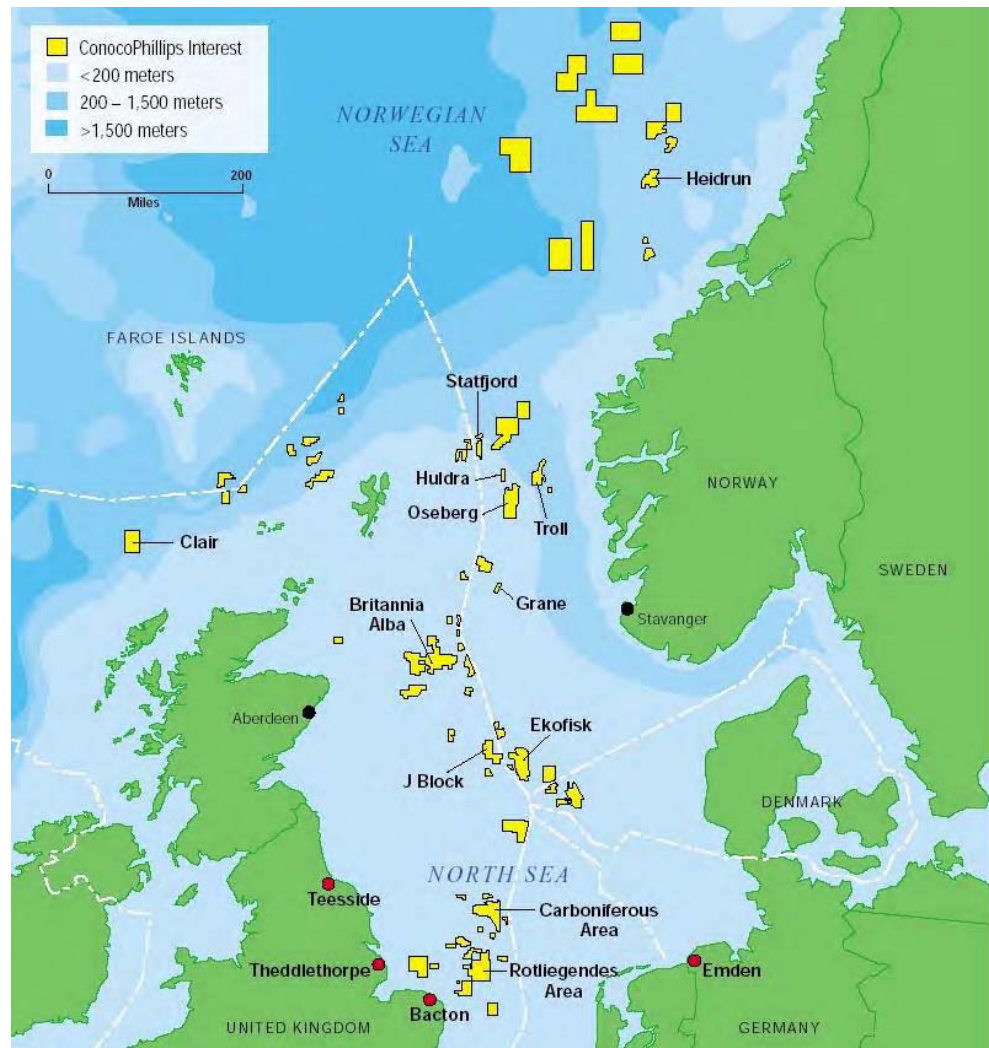 ConocoPhillips Interest
<200 meters
200 – 1,500 meters
>1,500 meters
0 200
Miles
NORWEGIAN
SEA
Heidrun
FAROE ISLANDS
Statfjord
Huldra
Oseberg
Troll
NORWAY
Clair
SWEDEN
Grane
Britannia
Alba
Stavanger
Aberdeen
Ekofisk
J Block
DENMARK
NORTH SEA
Teesside
Carboniferous
Area
Theddlethorpe
Rotliegendes
Area
Emden
Bacton
UNITED KINGDOM
GERMANY